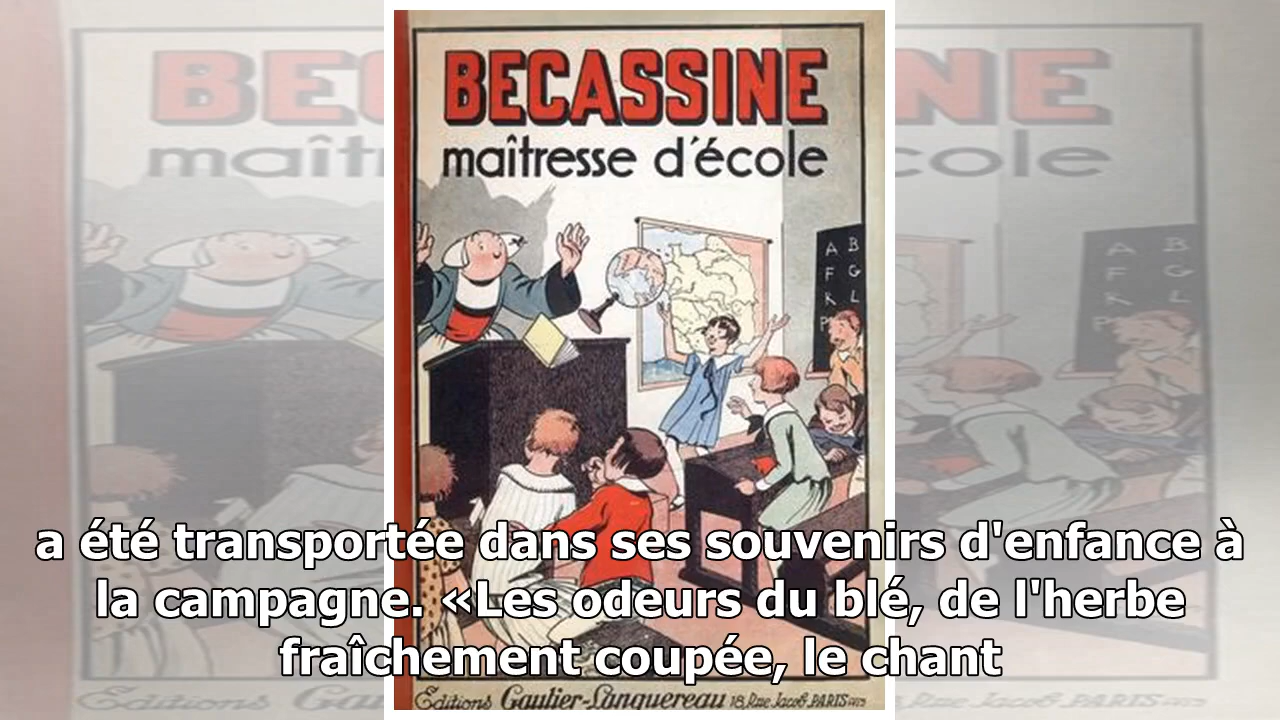 BECASSINE
maîtresse d'école
A B
F G
R L
a été transportée dans ses souvenirs d'enfance à
la campagne. «Les odeurs du blé, de l'herbe
fraîchement coupée, le chant
Editions Gautier-Languereau 18, Rue Jacob PARIS